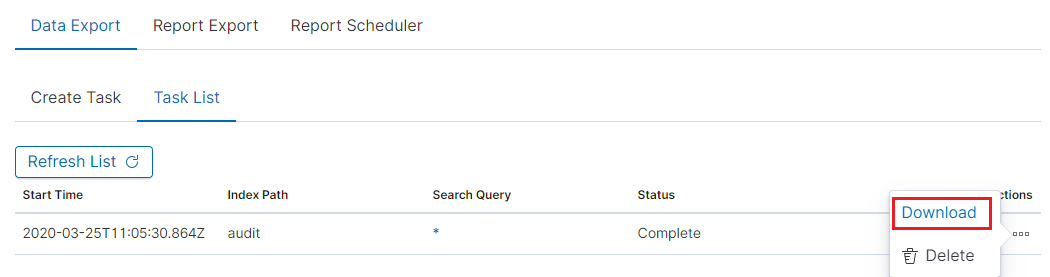 Data Export Report Export Report Scheduler
Create Task Task List
Refresh List
Start Time Index Path Search Query Status ctions
Download
2020-03-25T11:05:30.864Z audit * Complete
Delete